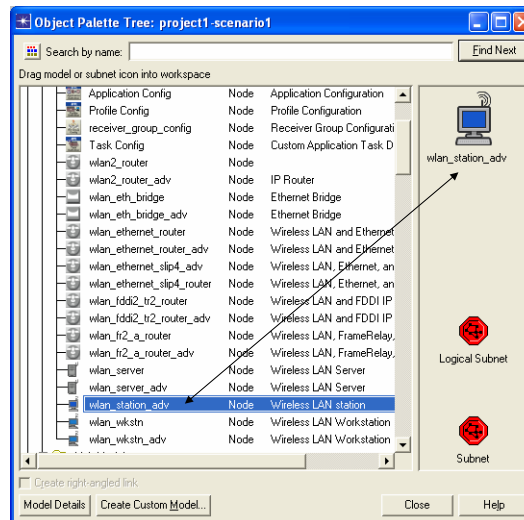 Object Palette Tree: project1-scenario1
Search by name:
Find Next
Drag model or subnet icon into workspace
Application Config Node Application Configuration
Profile Config Node Profile Configuration
receiver_group_config Node Receiver Group Configurati
Task Config Node Custom Application Task D
wlan2_router Node
wlan2_router_adv Node IP Router
wlan_eth_bridge Node Ethernet Bridge
wlan_eth_bridge_adv Node Ethernet Bridge
wlan_ethernet_router Node Wireless LAN and Ethernet
wlan_ethernet_router_adv Node Wireless LAN and Ethernet
wlan_ethernet_slip4_adv Node Wireless LAN, Ethernet, an
wlan_ethernet_slip4_router Node Wireless LAN, Ethernet, an
wlan_fddi2_tr2_router Node Wireless LAN and FDDI IP
wlan_fddi2_tr2_router_adv Node Wireless LAN and FDDI IP
wlan_fr2_a_router Node Wireless LAN, FrameRelay,
wlan_fr2_a_router_adv Node Wireless LAN, FrameRelay,
wlan_server Node Wireless LAN Server
wlan_server_adv Node Wireless LAN Server
wlan_station_adv Node Wireless LAN station
wlan_wkstn Node Wireless LAN Workstation
wlan_wkstn_adv Node Wireless LAN Workstation
wlan_station_adv
Logical Subnet
Subnet
Create right-angled link
Model Details
Create Custom Model...
Close
Help